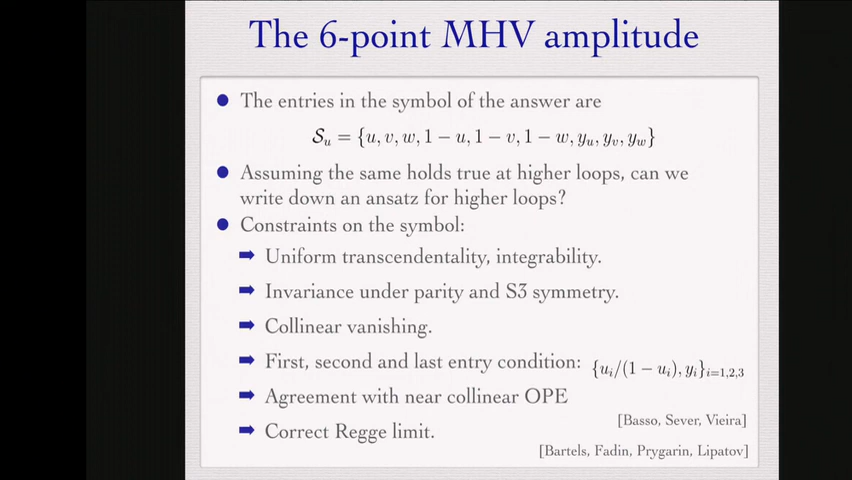 The 6-point MHV amplitude
● The entries in the symbol of the answer are
𝒮ᵤ = {u, v, w, 1 − u, 1 − v, 1 − w, y_u, y_v, y_w}
● Assuming the same holds true at higher loops, can we
write down an ansatz for higher loops?
● Constraints on the symbol:
➡ Uniform transcendentality, integrability.
➡ Invariance under parity and S3 symmetry.
➡ Collinear vanishing.
➡ First, second and last entry condition: {u_i/(1 − u_i), y_i}_{i=1,2,3}
➡ Agreement with near collinear OPE
[Basso, Sever, Vieira]
➡ Correct Regge limit.
[Bartels, Fadin, Prygarin, Lipatov]